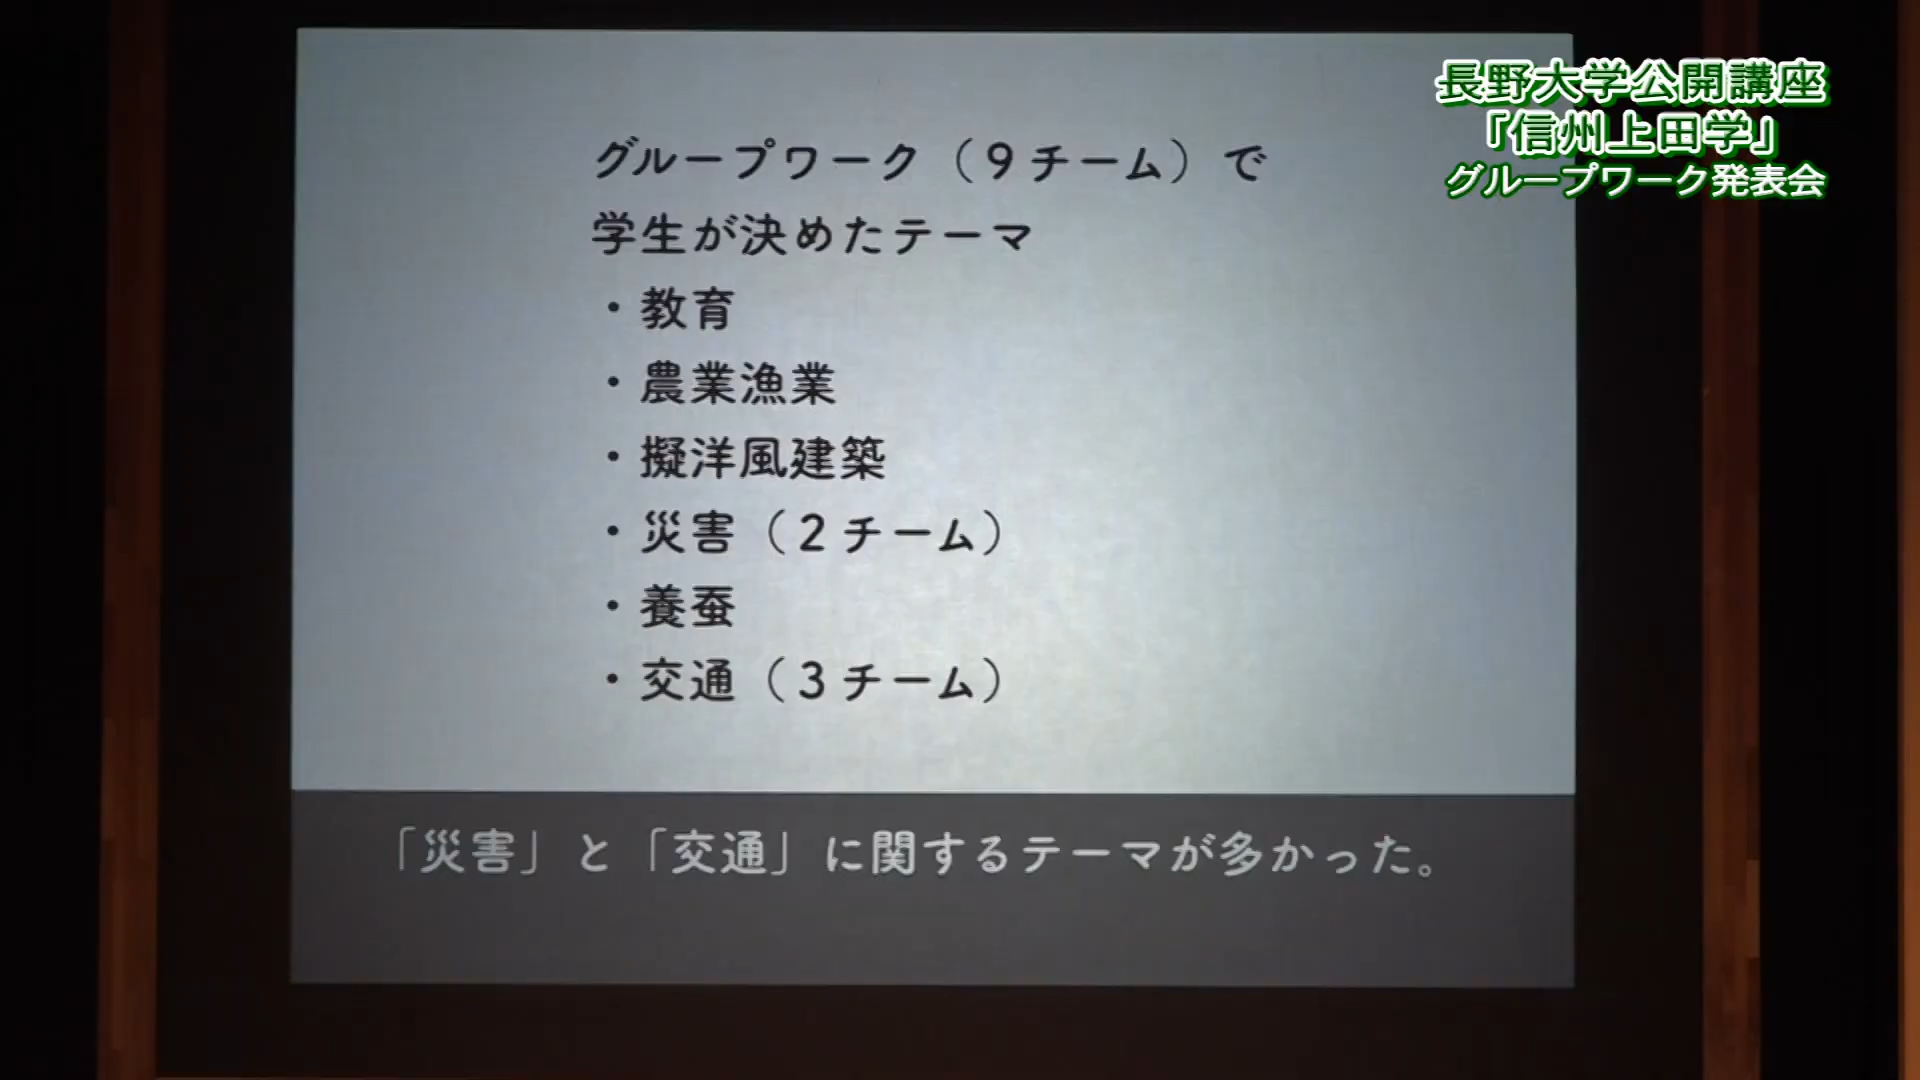 長野大学公開講座
「信州上田学」
グループワーク発表会
グループワーク（9チーム）で
学生が決めたテーマ
・教育
・農業漁業
・擬洋風建築
・災害（2チーム）
・養蚕
・交通（3チーム）
「災害」と「交通」に関するテーマが多かった。